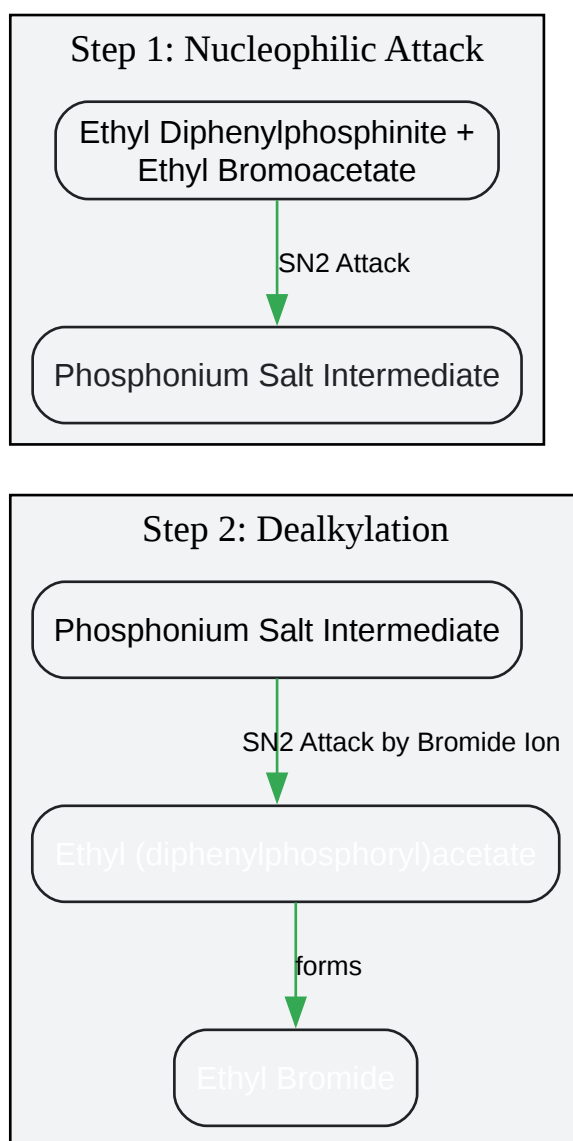 Step 1: Nucleophilic Attack
Ethyl Diphenylphosphinite +
Ethyl Bromoacetate
SN2 Attack
Phosphonium Salt Intermediate
Step 2: Dealkylation
Phosphonium Salt Intermediate
SN2 Attack by Bromide Ion
Ethyl (diphenylphosphoryl)acetate
forms
Ethyl Bromide